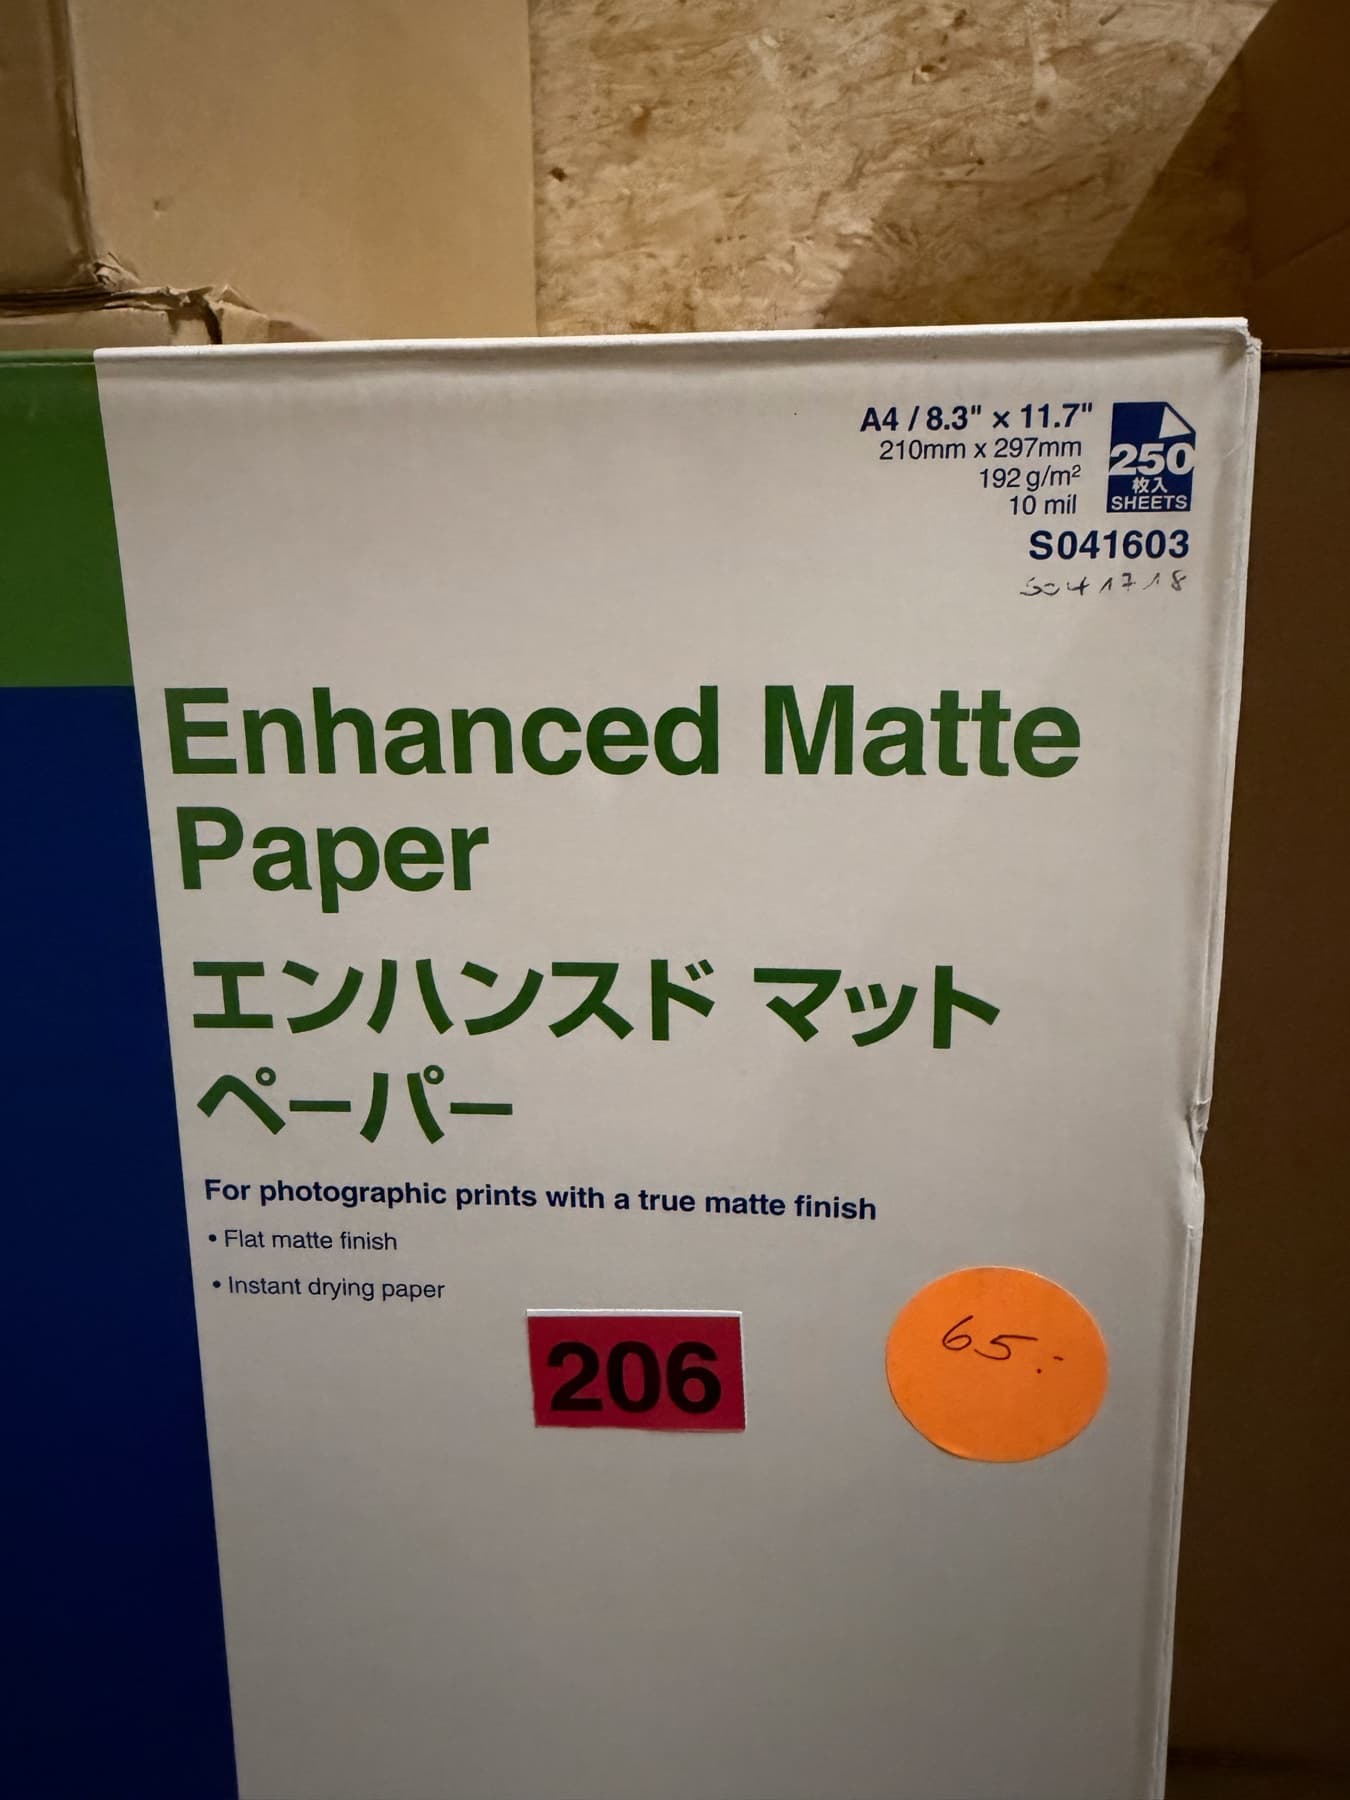 A4 / 8.3" × 11.7"
210mm x 297mm
192 g/m²
10 mil
250
枚入
SHEETS
S041603
S041718
Enhanced Matte
Paper
エンハンスド マット
ペーパー
For photographic prints with a true matte finish
• Flat matte finish
• Instant drying paper
206
65.-